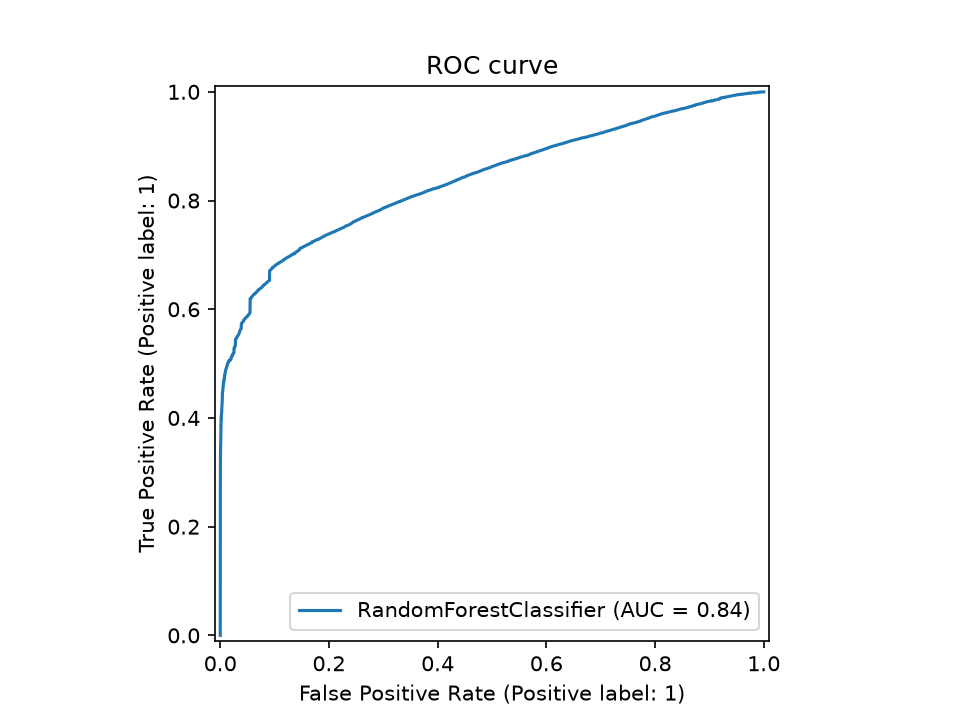 ROC curve
1.0
0.8
0.6
0.4
0.2
0.0
True Positive Rate (Positive label: 1)
RandomForestClassifier (AUC = 0.84)
0.0 0.2 0.4 0.6 0.8 1.0
False Positive Rate (Positive label: 1)